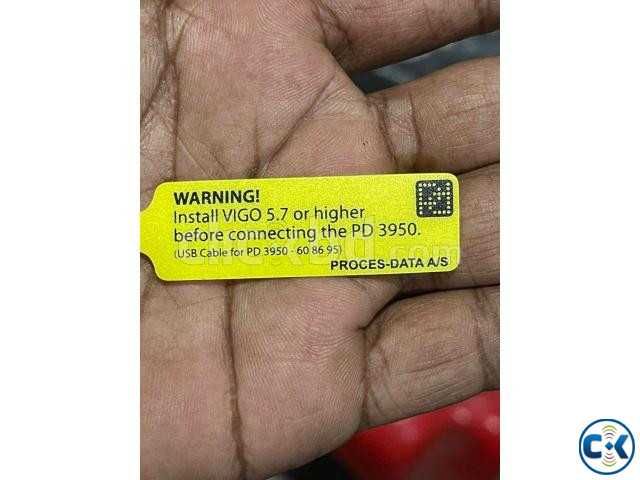 WARNING!
Install VIGO 5.7 or higher
before connecting the PD 3950.
(USB Cable for PD 3950 - 60 86 95)
PROCES-DATA A/S
CK